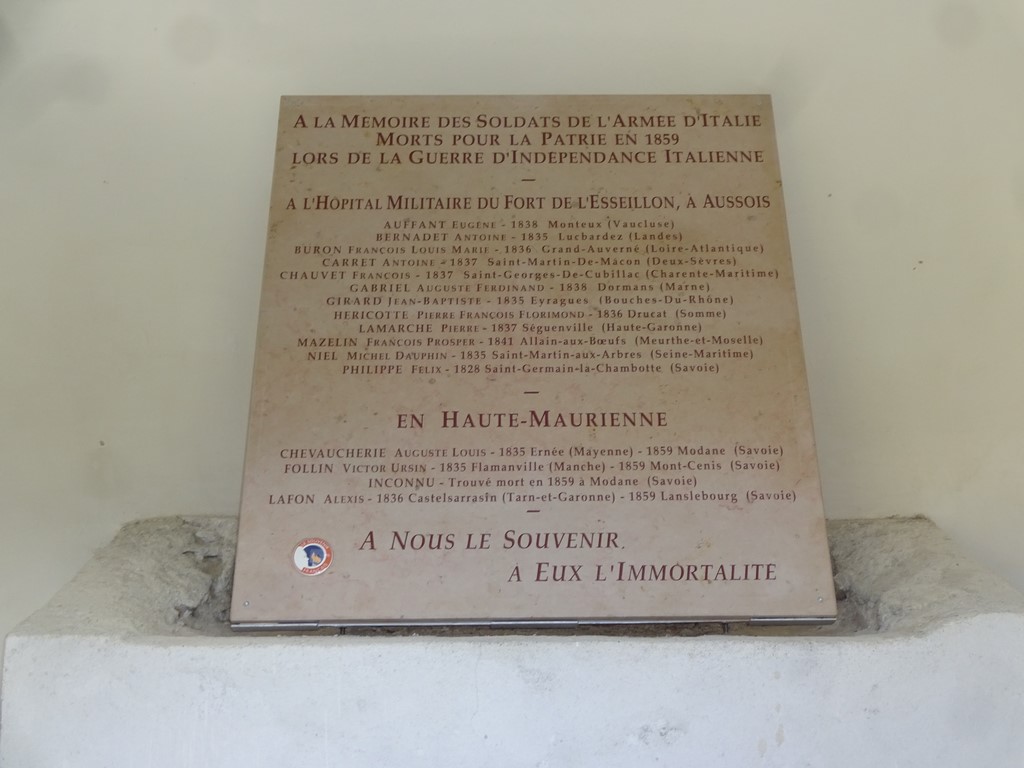 A LA MEMOIRE DES SOLDATS DE L'ARMEE D'ITALIE
MORTS POUR LA PATRIE EN 1859
LORS DE LA GUERRE D'INDEPENDANCE ITALIENNE
—
A L'HÔPITAL MILITAIRE DU FORT DE L'ESSEILLON, A AUSSOIS
AUFFANT EUGÈNE - 1838 Monteux (Vaucluse)
BERNADET ANTOINE - 1835 Lucbardez (Landes)
BURON FRANÇOIS LOUIS MARIE - 1836 Grand-Auverné (Loire-Atlantique)
CARRET ANTOINE - 1837 Saint-Martin-De-Macon (Deux-Sèvres)
CHAUVET FRANÇOIS - 1837 Saint-Georges-De-Cubillac (Charente-Maritime)
GABRIEL AUGUSTE FERDINAND - 1838 Dormans (Marne)
GIRARD JEAN-BAPTISTE - 1835 Eyragues (Bouches-Du-Rhône)
HERICOTTE PIERRE FRANÇOIS FLORIMOND - 1836 Drucat (Somme)
LAMARCHE PIERRE - 1837 Séguenville (Haute-Garonne)
MAZELIN FRANÇOIS PROSPER - 1841 Allain-aux-Bœufs (Meurthe-et-Moselle)
NIEL MICHEL DAUPHIN - 1835 Saint-Martin-aux-Arbres (Seine-Maritime)
PHILIPPE FELIX - 1828 Saint-Germain-la-Chambotte (Savoie)
—
EN HAUTE-MAURIENNE
CHEVAUCHERIE AUGUSTE LOUIS - 1835 Ernée (Mayenne) - 1859 Modane (Savoie)
FOLLIN VICTOR URSIN - 1835 Flamanville (Manche) - 1859 Mont-Cenis (Savoie)
INCONNU - Trouvé mort en 1859 à Modane (Savoie)
LAFON ALEXIS - 1836 Castelsarrasin (Tarn-et-Garonne) - 1859 Lanslebourg (Savoie)
—
A NOUS LE SOUVENIR
A EUX L'IMMORTALITE